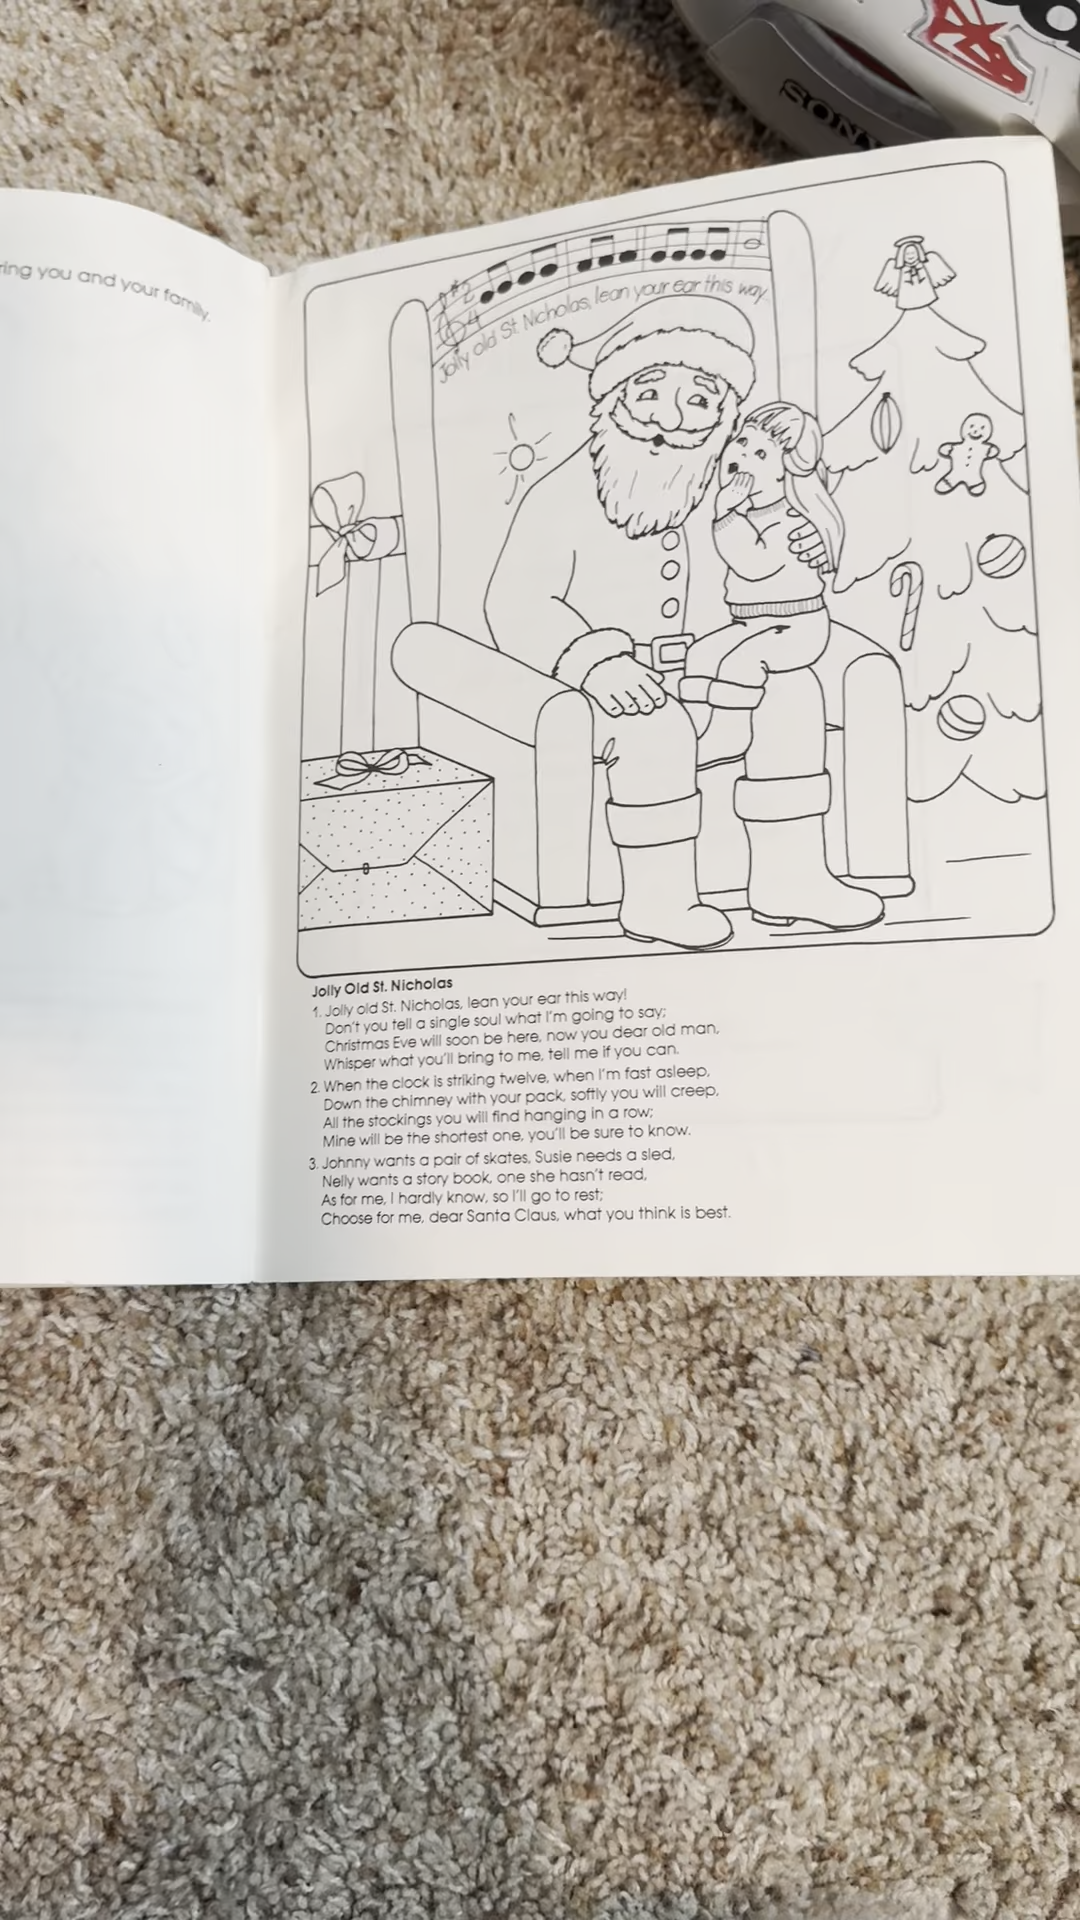 SONY
ring you and your family.
Jolly old St. Nicholas, lean your ear this way.
Jolly Old St. Nicholas
1. Jolly old St. Nicholas, lean your ear this way!
Don't you tell a single soul what I'm going to say;
Christmas Eve will soon be here, now you dear old man,
Whisper what you'll bring to me, tell me if you can.
2. When the clock is striking twelve, when I'm fast asleep,
Down the chimney with your pack, softly you will creep,
All the stockings you will find hanging in a row;
Mine will be the shortest one, you'll be sure to know.
3. Johnny wants a pair of skates, Susie needs a sled,
Nelly wants a story book, one she hasn't read,
As for me, I hardly know, so I'll go to rest;
Choose for me, dear Santa Claus, what you think is best.